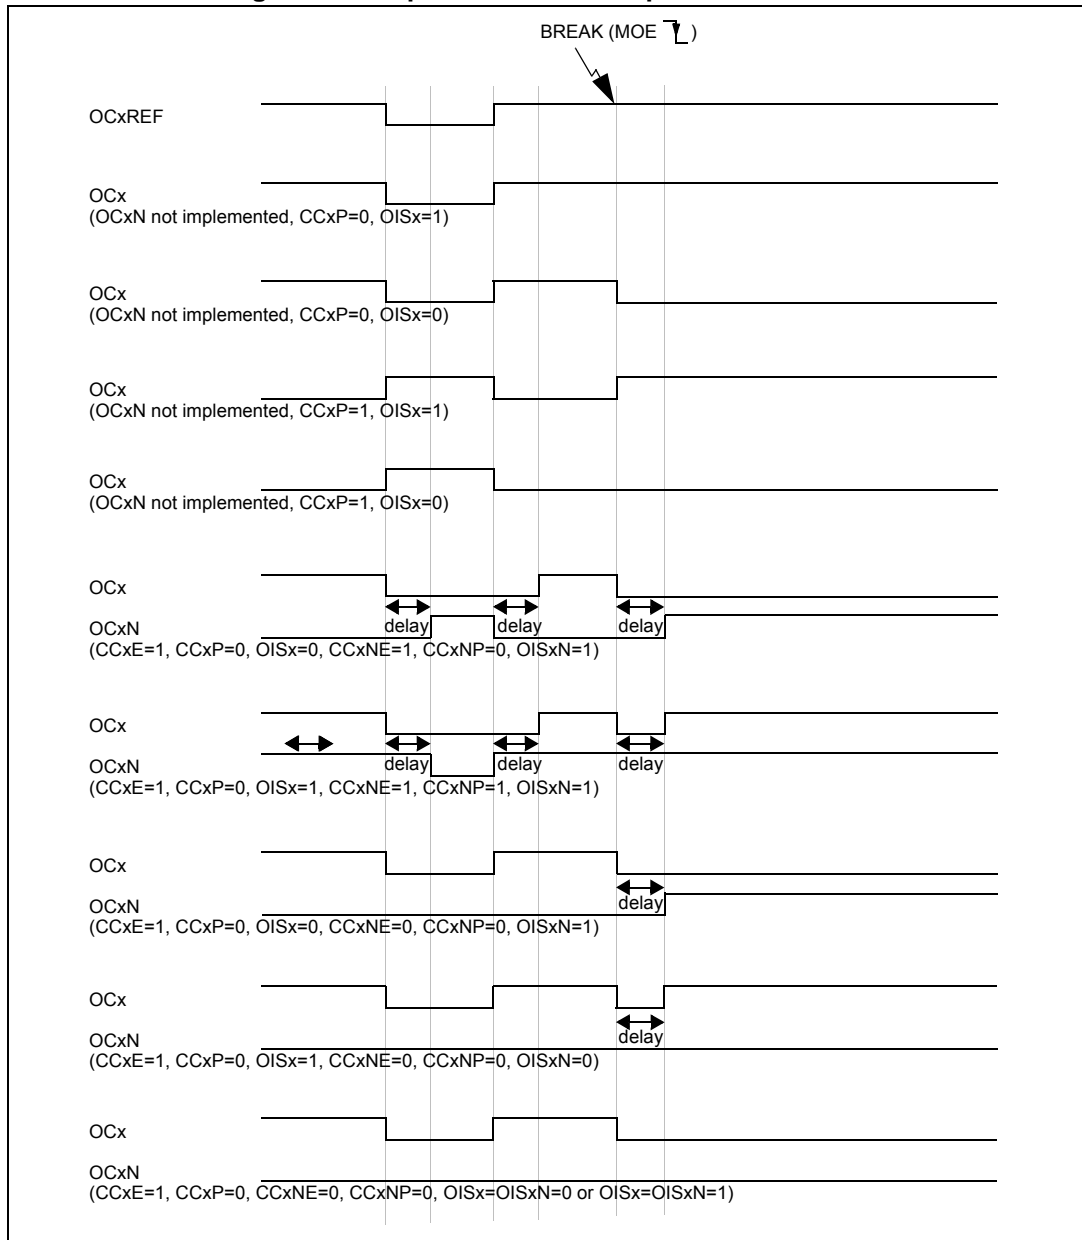 BREAK (MOE )
OCxREF
OCx
(OCxN not implemented, CCxP=0, OISx=1)
OCx
(OCxN not implemented, CCxP=0, OISx=0)
OCx
(OCxN not implemented, CCxP=1, OISx=1)
OCx
(OCxN not implemented, CCxP=1, OISx=0)
OCx
delay delay delay
OCxN
(CCxE=1, CCxP=0, OISx=0, CCxNE=1, CCxNP=0, OISxN=1)
OCx
delay delay delay
OCxN
(CCxE=1, CCxP=0, OISx=1, CCxNE=1, CCxNP=1, OISxN=1)
OCx
delay
OCxN
(CCxE=1, CCxP=0, OISx=0, CCxNE=0, CCxNP=0, OISxN=1)
OCx
delay
OCxN
(CCxE=1, CCxP=0, OISx=1, CCxNE=0, CCxNP=0, OISxN=0)
OCx
OCxN
(CCxE=1, CCxP=0, CCxNE=0, CCxNP=0, OISx=OISxN=0 or OISx=OISxN=1)